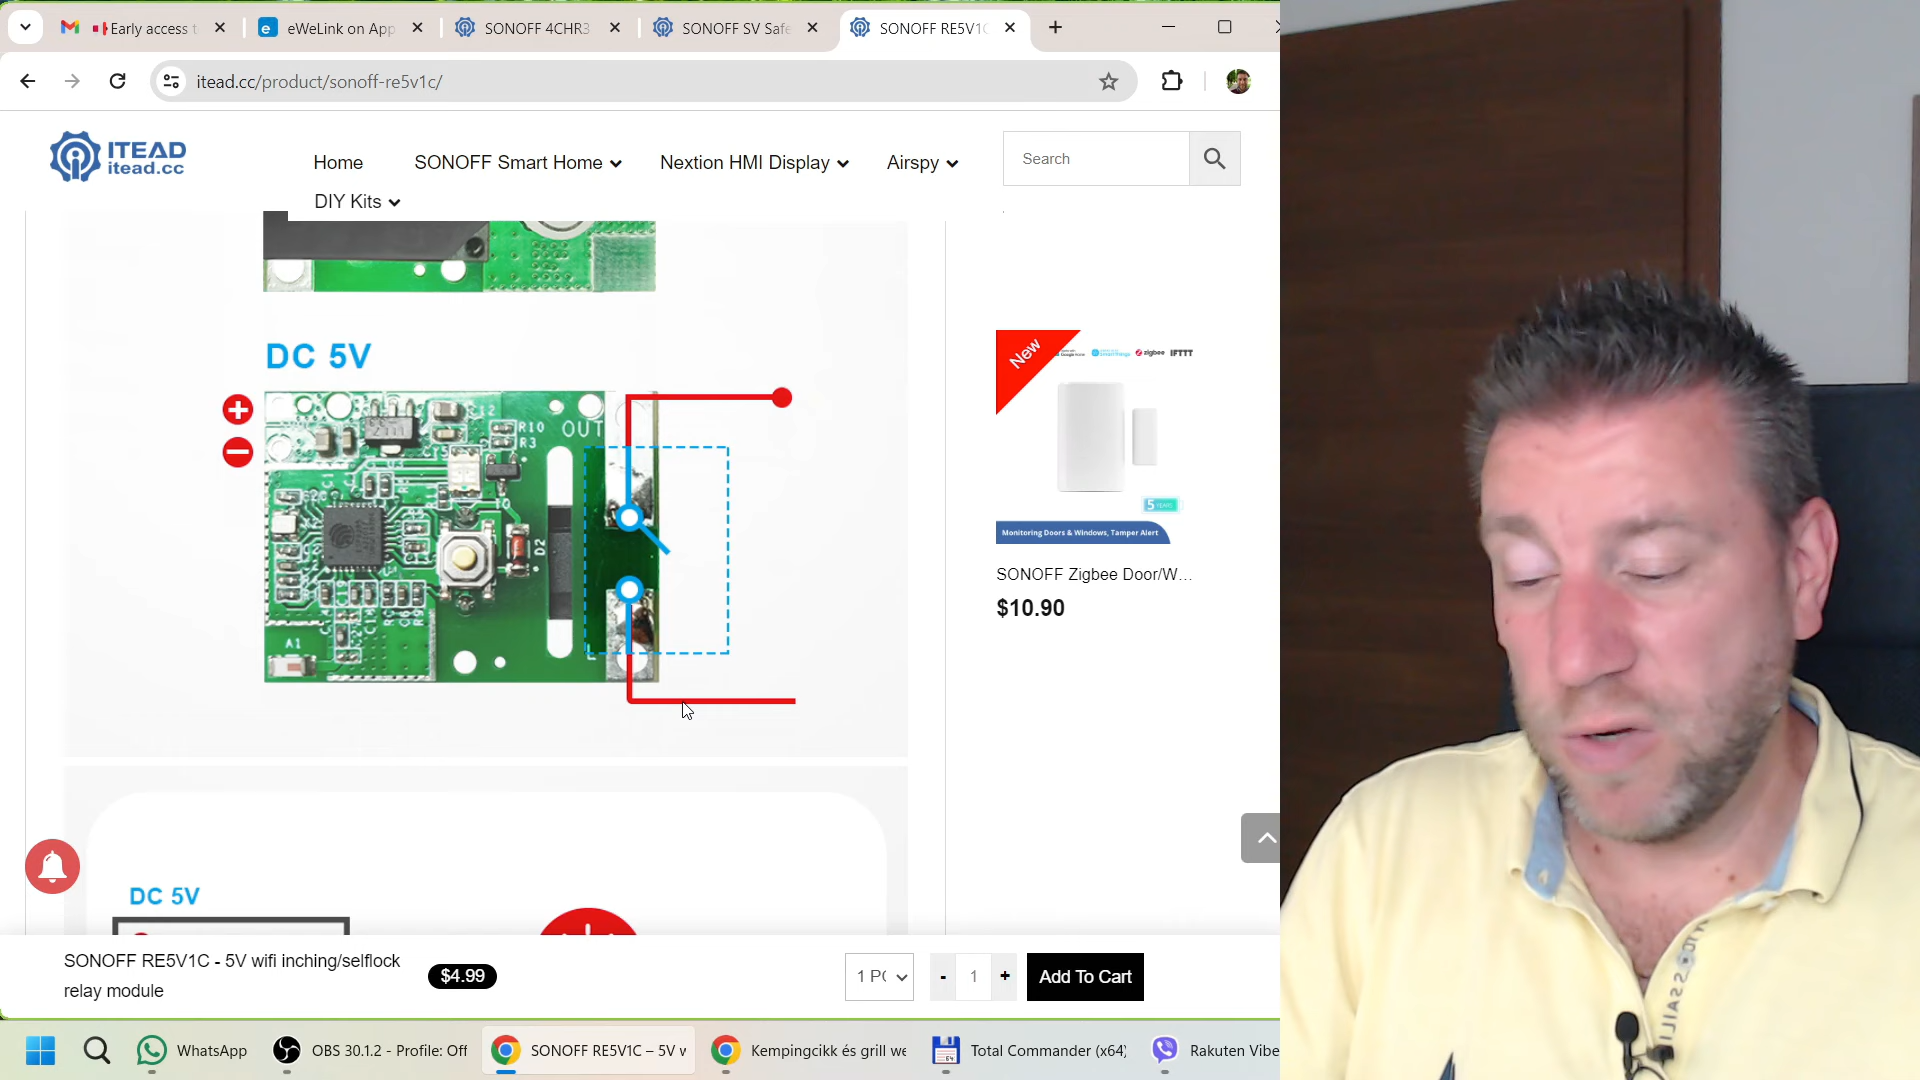 Early access t
eWeLink on App
SONOFF 4CHR3
SONOFF SV Safe
SONOFF RE5V1C
itead.cc/product/sonoff-re5v1c/
ITEAD
itead.cc
Home
SONOFF Smart Home
Nextion HMI Display
Airspy
DIY Kits
Search
DC 5V
OUT
R10
R3
D2
A1
New
zigbee IFTTT
5
Monitoring Doors & Windows, Tamper Alert
SONOFF Zigbee Door/W...
$10.90
DC 5V
SONOFF RE5V1C - 5V wifi inching/selflock
relay module
$4.99
1 PC
- 1 +
Add To Cart
WhatsApp
OBS 30.1.2 - Profile: Off
SONOFF RE5V1C – 5V w
Kempingcikk és grill we
Total Commander (x64)
Rakuten Vibe